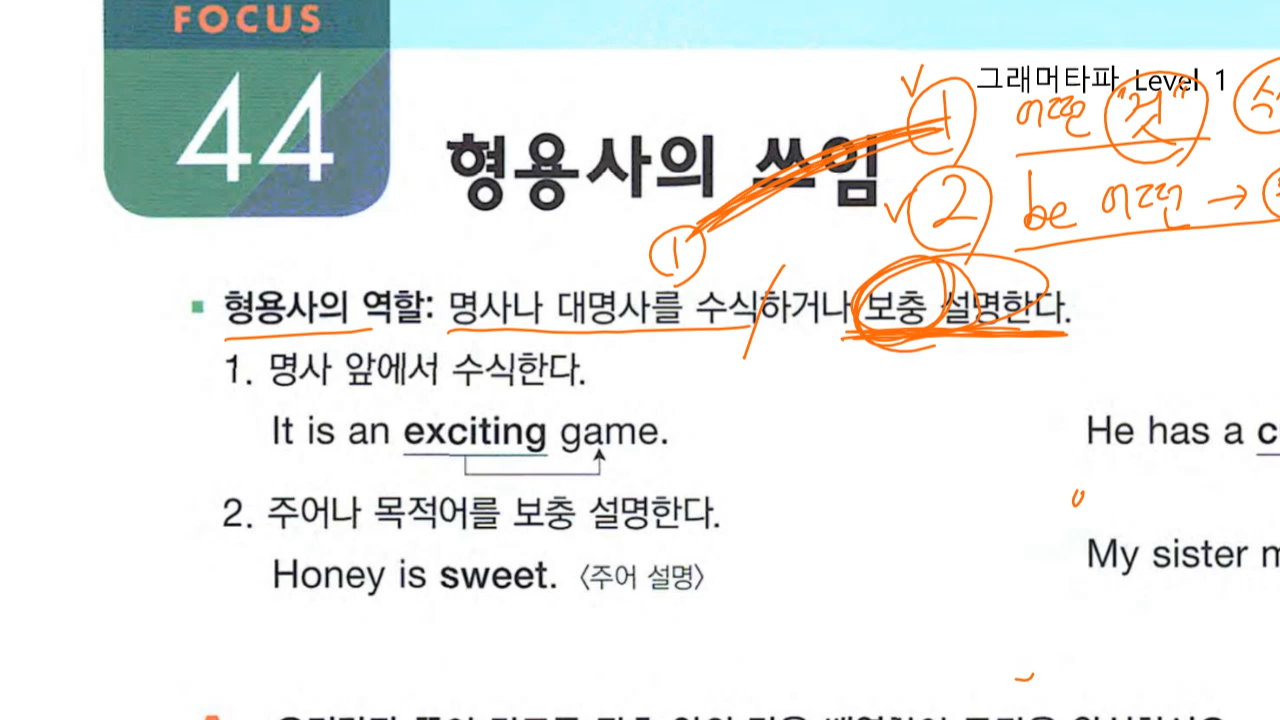 FOCUS
44
그래머타파 Level 1
형용사의 쓰임
1 어떤 "것"
2 be 어떤 →
1
형용사의 역할: 명사나 대명사를 수식하거나 보충 설명한다.
1. 명사 앞에서 수식한다.
It is an exciting game.
He has a
2. 주어나 목적어를 보충 설명한다.
My sister
Honey is sweet. 〈주어 설명〉